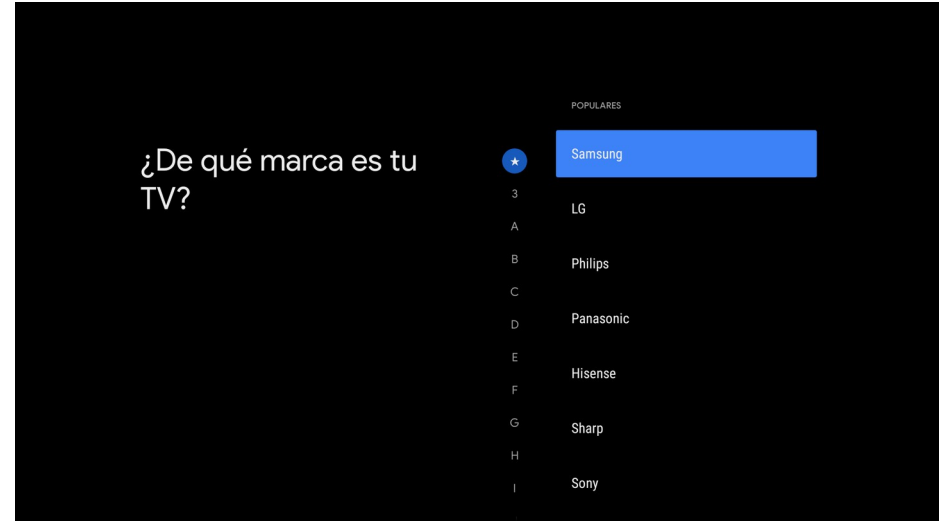 ¿De qué marca es tu
TV?
3
A
B
C
D
E
F
G
H
I
POPULARES
Samsung
LG
Philips
Panasonic
Hisense
Sharp
Sony